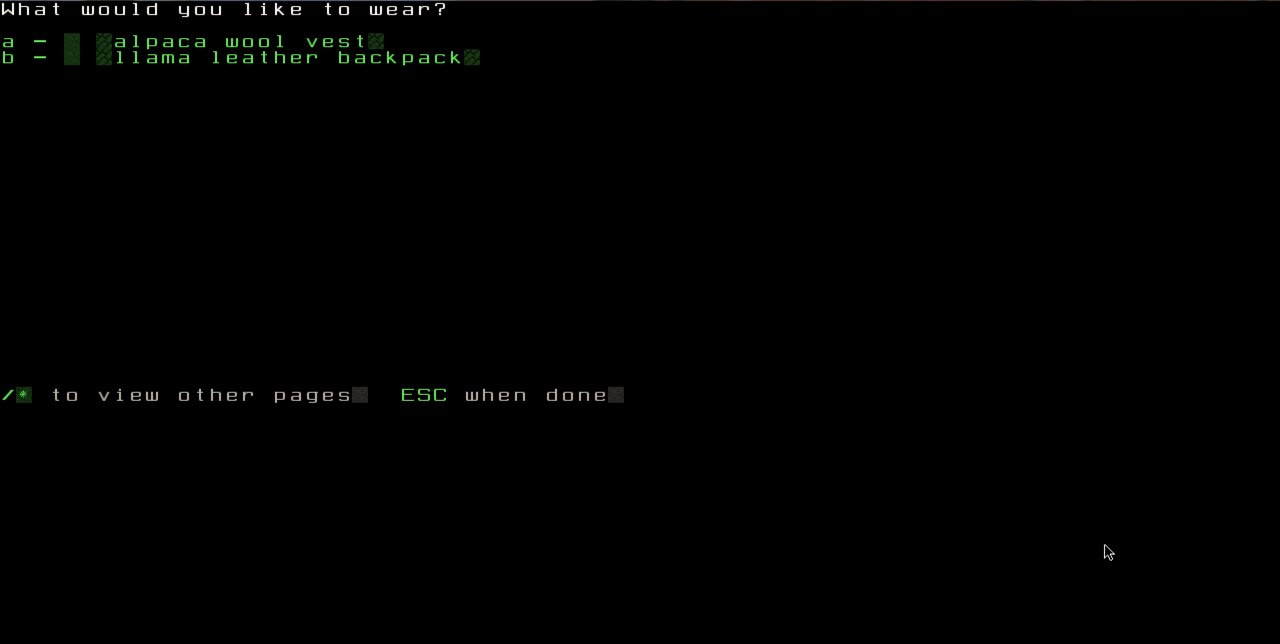 What would you like to wear?
a - alpaca wool vest
b - llama leather backpack
/* to view other pages  ESC when done